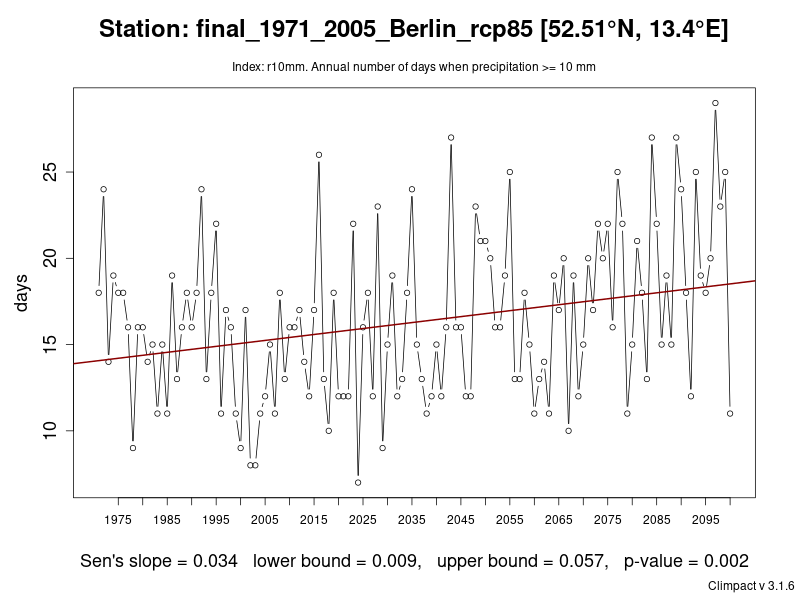 Station: final_1971_2005_Berlin_rcp85 [52.51°N, 13.4°E]
Index: r10mm. Annual number of days when precipitation >= 10 mm
25
20
15
10
days
1975 1985 1995 2005 2015 2025 2035 2045 2055 2065 2075 2085 2095
Sen's slope = 0.034 lower bound = 0.009, upper bound = 0.057, p-value = 0.002
Climpact v 3.1.6